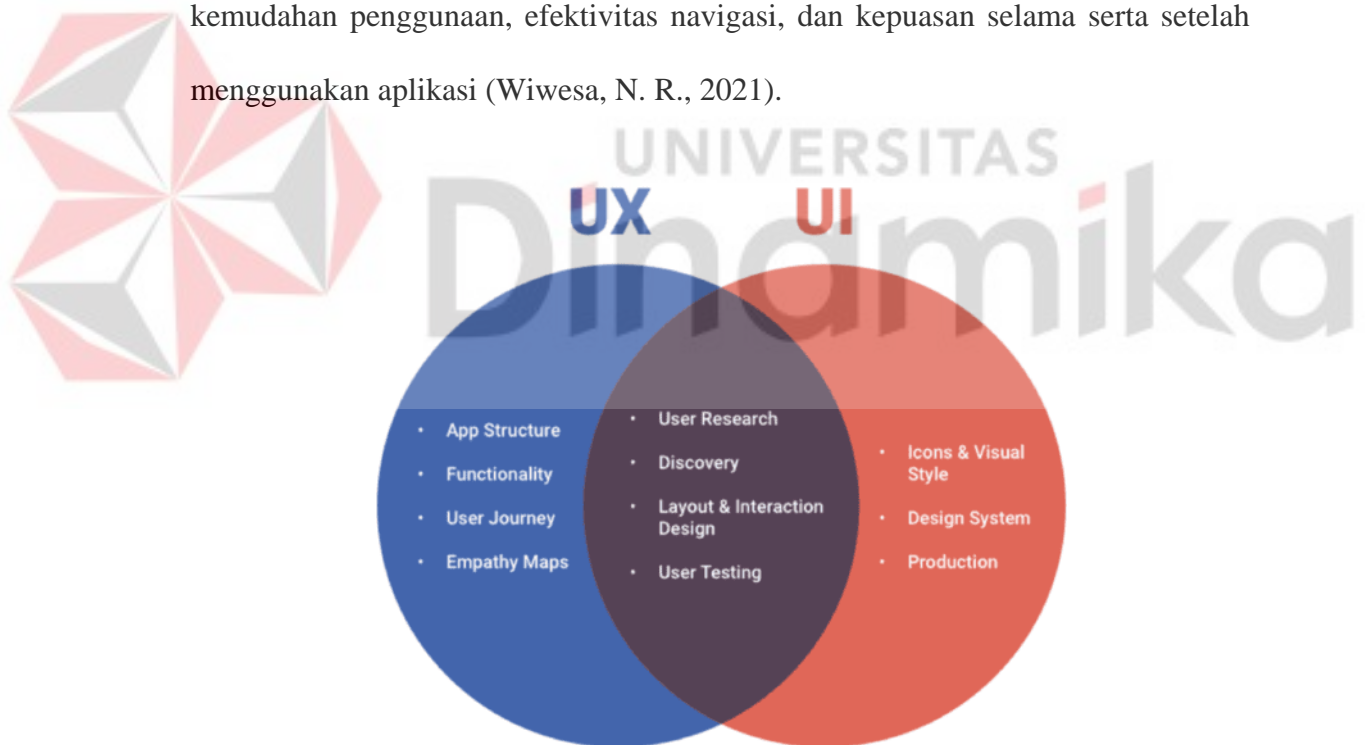 kemudahan penggunaan, efektivitas navigasi, dan kepuasan selama serta setelah
menggunakan aplikasi (Wiwesa, N. R., 2021).
UNIVERSITAS
Dinamika
UX
UI
• App Structure
• Functionality
• User Journey
• Empathy Maps
• User Research
• Discovery
• Layout & Interaction
Design
• User Testing
• Icons & Visual
Style
• Design System
• Production